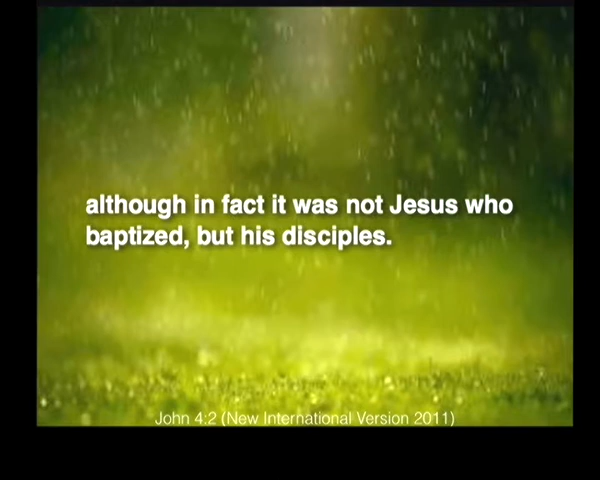 although in fact it was not Jesus who
baptized, but his disciples.
John 4:2 (New International Version 2011)